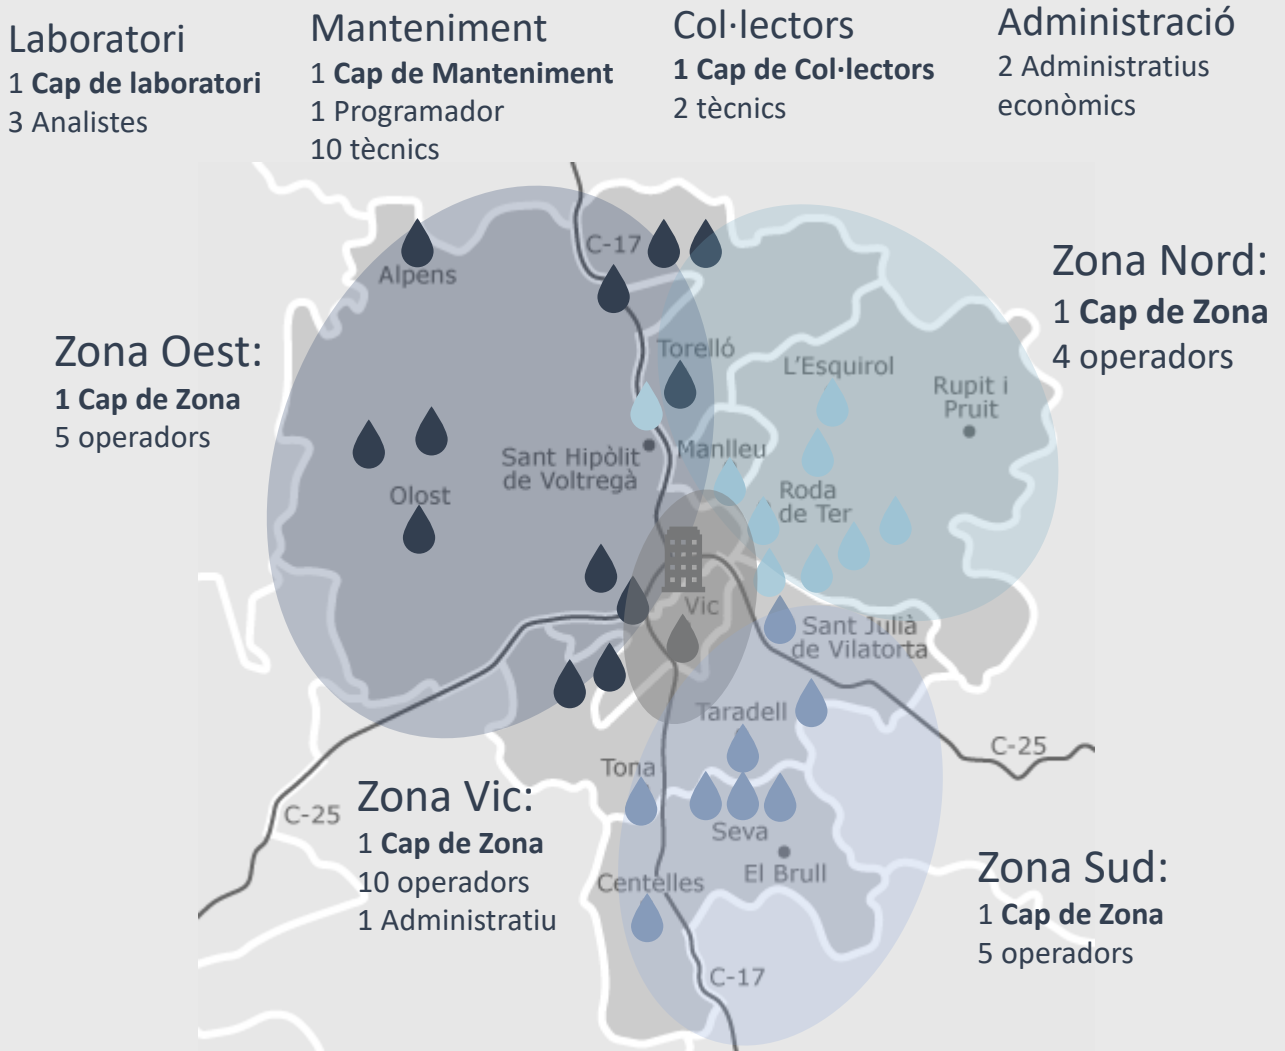 Laboratori
1 Cap de laboratori
3 Analistes
Manteniment
1 Cap de Manteniment
1 Programador
10 tècnics
Col·lectors
1 Cap de Col·lectors
2 tècnics
Administració
2 Administratius
econòmics
C-17
Alpens
Zona Nord:
1 Cap de Zona
4 operadors
Zona Oest:
1 Cap de Zona
5 operadors
Torelló
L'Esquirol
Rupit i
Pruit
Sant Hipòlit
de Voltregà
Manlleu
Olost
Roda
de Ter
Vic
Sant Julià
de Vilatorta
Taradell
C-25
Tona
C-25
Zona Vic:
1 Cap de Zona
10 operadors
1 Administratiu
Seva
El Brull
Centelles
Zona Sud:
1 Cap de Zona
5 operadors
C-17